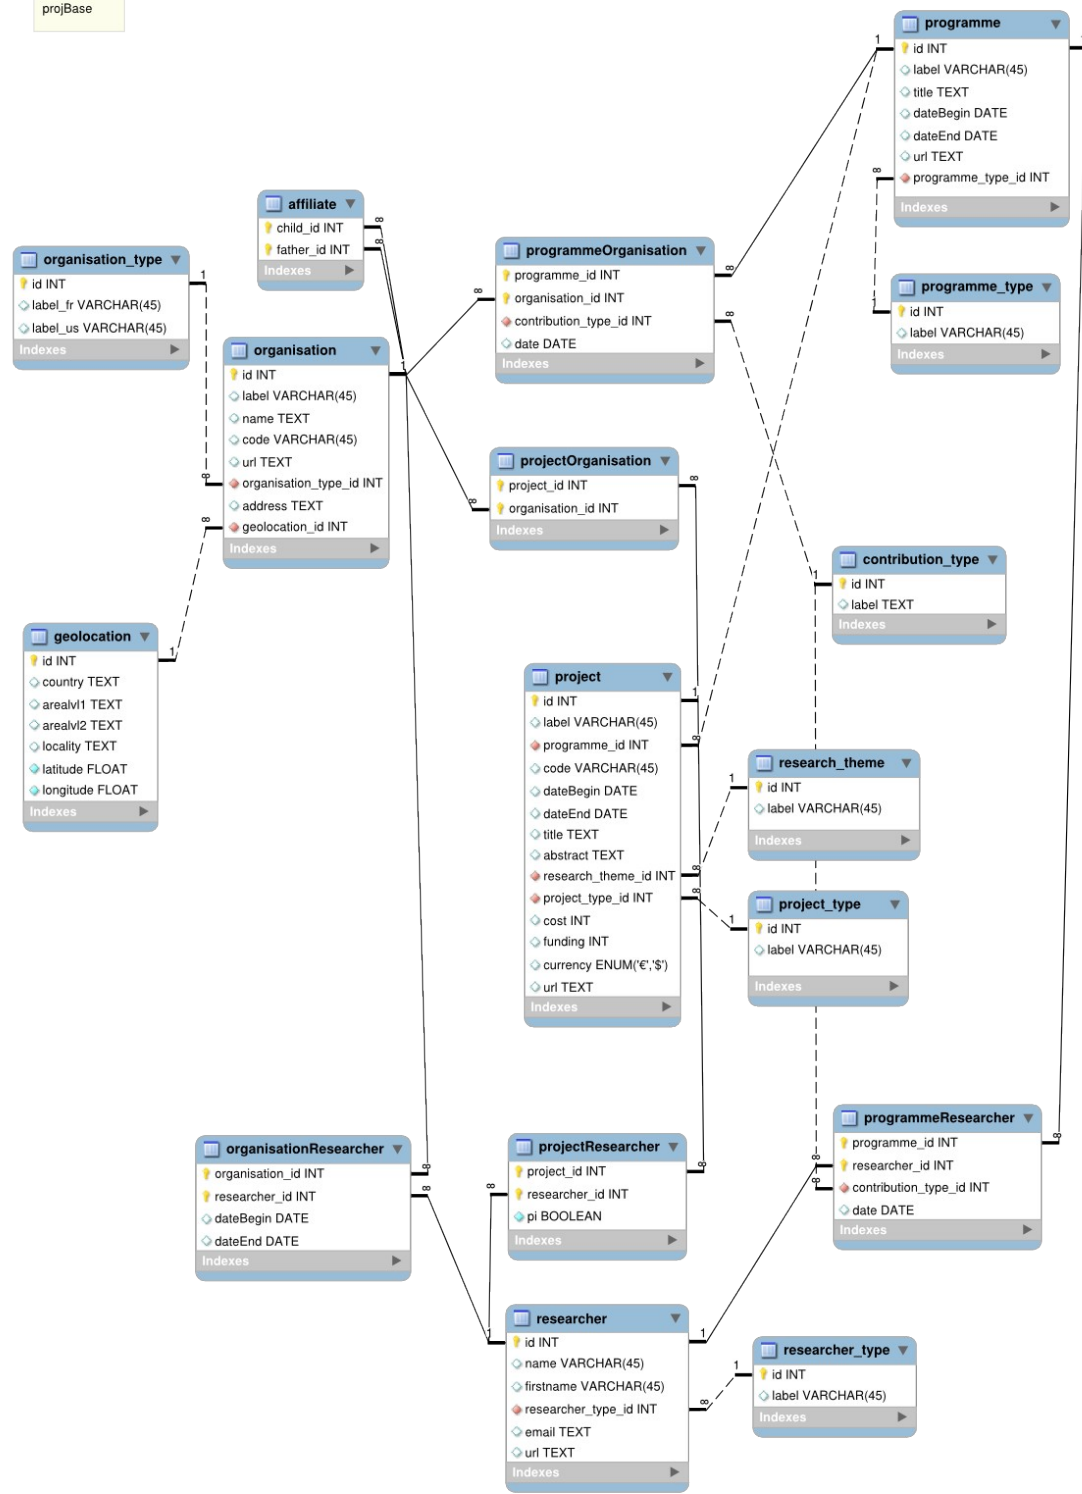 projBase
programme
id INT
label VARCHAR(45)
title TEXT
dateBegin DATE
dateEnd DATE
url TEXT
programme_type_id INT
Indexes
affiliate
child_id INT
father_id INT
Indexes
organisation_type
id INT
label_fr VARCHAR(45)
label_us VARCHAR(45)
Indexes
programmeOrganisation
programme_id INT
organisation_id INT
contribution_type_id INT
date DATE
Indexes
programme_type
id INT
label VARCHAR(45)
Indexes
organisation
id INT
label VARCHAR(45)
name TEXT
code VARCHAR(45)
url TEXT
organisation_type_id INT
address TEXT
geolocation_id INT
Indexes
projectOrganisation
project_id INT
organisation_id INT
Indexes
contribution_type
id INT
label TEXT
Indexes
geolocation
id INT
country TEXT
arealvl1 TEXT
arealvl2 TEXT
locality TEXT
latitude FLOAT
longitude FLOAT
Indexes
project
id INT
label VARCHAR(45)
programme_id INT
code VARCHAR(45)
dateBegin DATE
dateEnd DATE
title TEXT
abstract TEXT
research_theme_id INT
project_type_id INT
cost INT
funding INT
currency ENUM('€','$')
url TEXT
Indexes
research_theme
id INT
label VARCHAR(45)
Indexes
project_type
id INT
label VARCHAR(45)
Indexes
organisationResearcher
organisation_id INT
researcher_id INT
dateBegin DATE
dateEnd DATE
Indexes
projectResearcher
project_id INT
researcher_id INT
pi BOOLEAN
Indexes
programmeResearcher
programme_id INT
researcher_id INT
contribution_type_id INT
date DATE
Indexes
researcher
id INT
name VARCHAR(45)
firstname VARCHAR(45)
researcher_type_id INT
email TEXT
url TEXT
Indexes
researcher_type
id INT
label VARCHAR(45)
Indexes